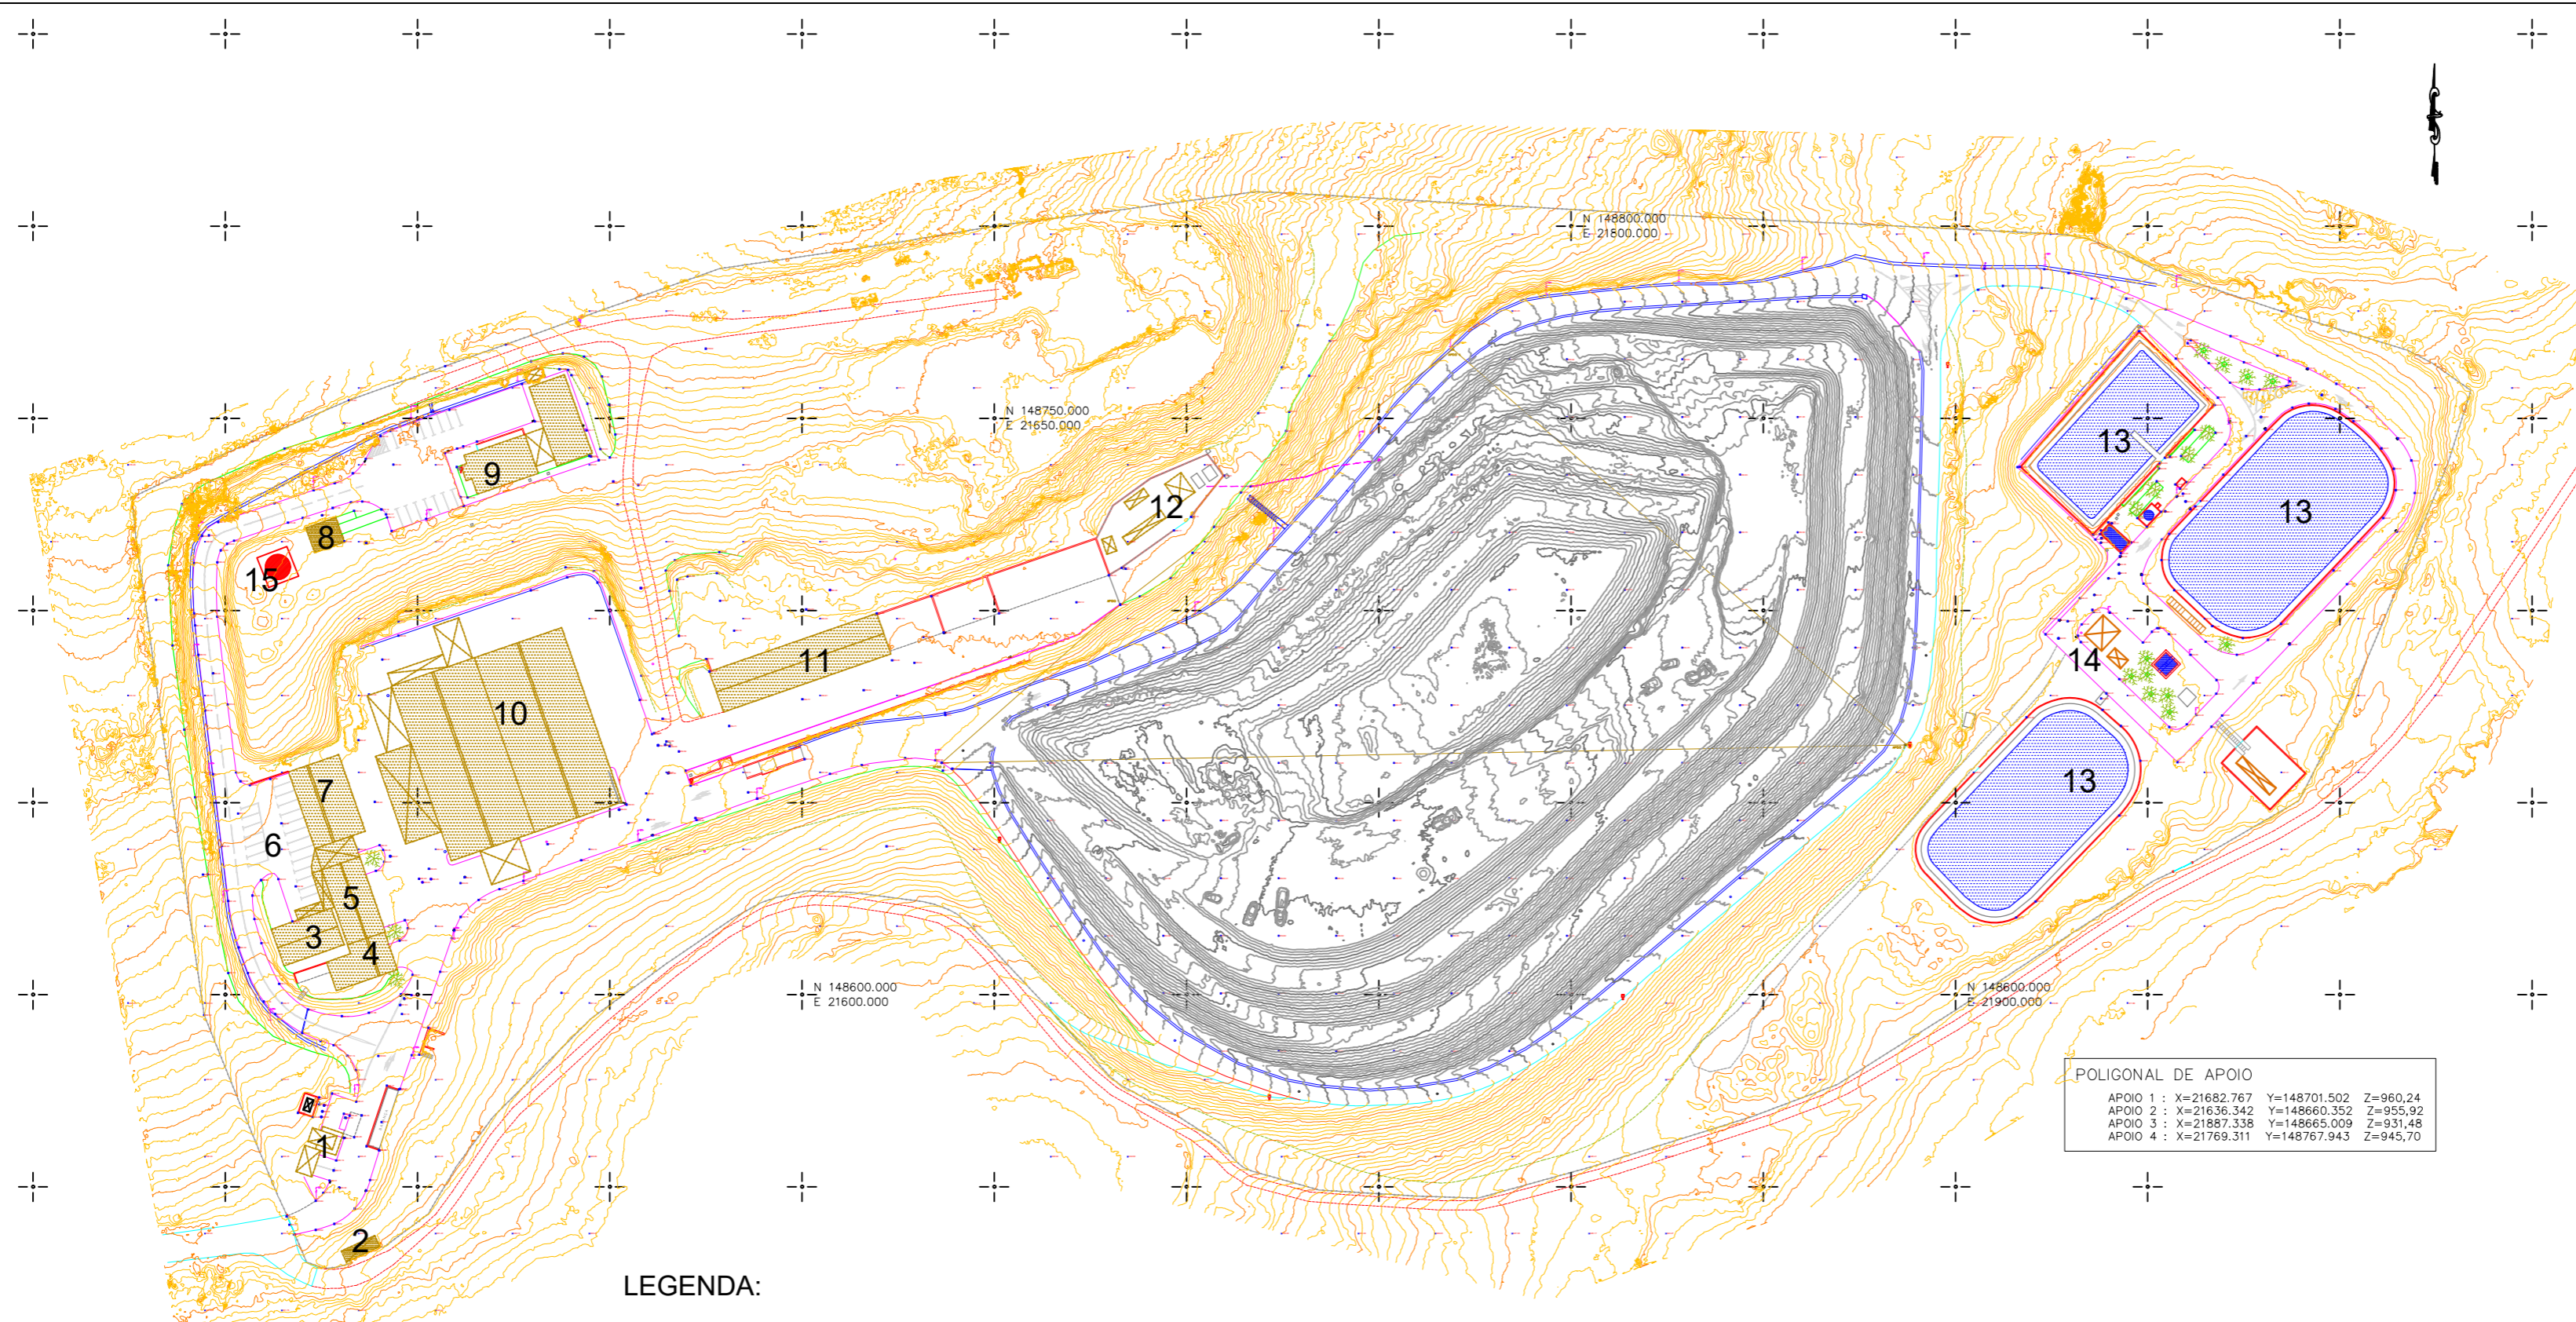 N 148800.000
E 21800.000
N 148750.000
E 21650.000
13
9
12
13
8
15
11
14
10
13
7
6
5
3
4
N 148600.000
E 21600.000
N 148600.000
E 21900.000
POLIGONAL DE APOIO
APOIO 1 : X=21682.767 Y=148701.502 Z=960,24
APOIO 2 : X=21636.342 Y=148660.352 Z=955,92
APOIO 3 : X=21887.338 Y=148665.009 Z=931,48
APOIO 4 : X=21769.311 Y=148767.943 Z=945,70
1
2
LEGENDA: